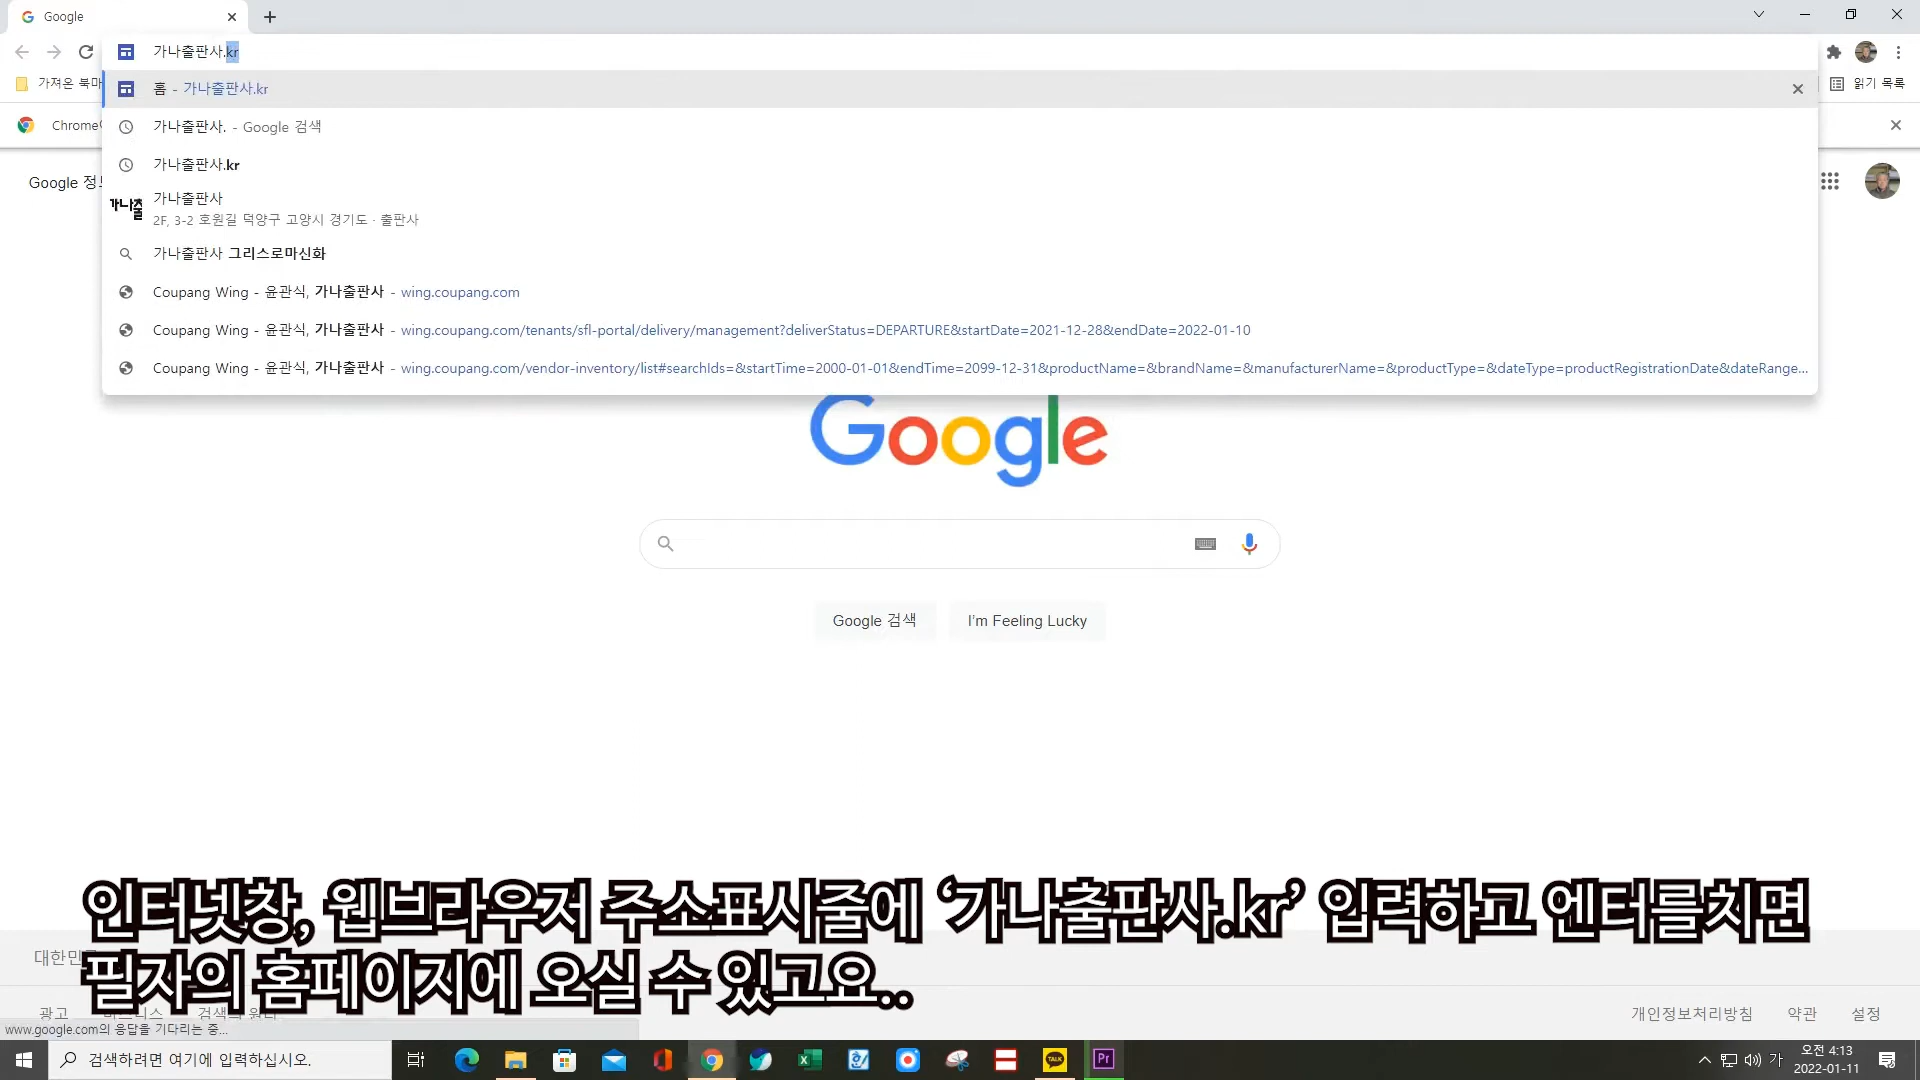 Google
가나출판사.kr
가져온 북마
홈 - 가나출판사.kr
읽기 목록
Chrome
가나출판사. - Google 검색
가나출판사.kr
Google 정보
가나출
가나출판사
2F, 3-2 호원길 덕양구 고양시 경기도 · 출판사
가나출판사 그리스로마신화
Coupang Wing - 윤관식, 가나출판사 - wing.coupang.com
Coupang Wing - 윤관식, 가나출판사 - wing.coupang.com/tenants/sfl-portal/delivery/management?deliverStatus=DEPARTURE&startDate=2021-12-28&endDate=2022-01-10
Coupang Wing - 윤관식, 가나출판사 - wing.coupang.com/vendor-inventory/list#searchIds=&startTime=2000-01-01&endTime=2099-12-31&productName=&brandName=&manufacturerName=&productType=&dateType=productRegistrationDate&dateRange...
Google
Google 검색
I'm Feeling Lucky
인터넷창, 웹브라우저 주소표시줄에 ‘가나출판사.kr’ 입력하고 엔터를치면
필자의 홈페이지에 오실 수 있고요..
대한민
광고
검색의 원리
개인정보처리방침
약관
설정
www.google.com의 응답을 기다리는 중...
검색하려면 여기에 입력하십시오.
TALK
Pr
가
오전 4:13
2022-01-11